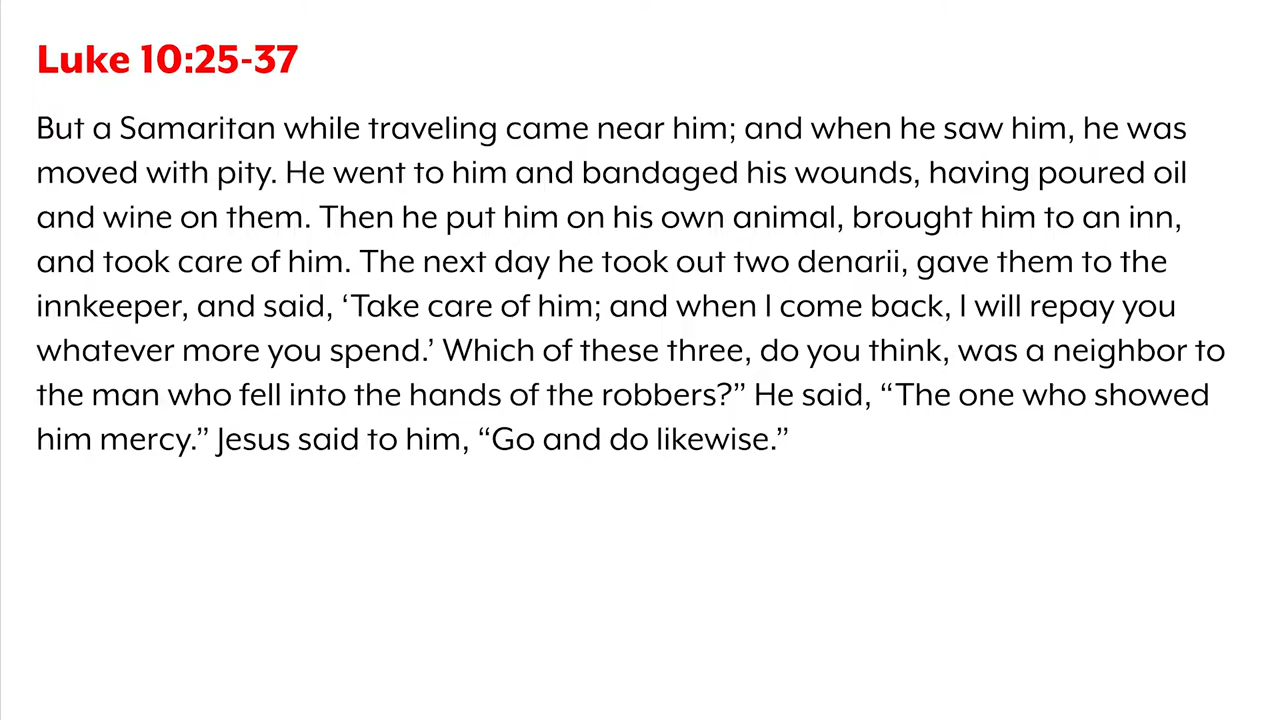 Luke 10:25-37
But a Samaritan while traveling came near him; and when he saw him, he was
moved with pity. He went to him and bandaged his wounds, having poured oil
and wine on them. Then he put him on his own animal, brought him to an inn,
and took care of him. The next day he took out two denarii, gave them to the
innkeeper, and said, ‘Take care of him; and when I come back, I will repay you
whatever more you spend.’ Which of these three, do you think, was a neighbor to
the man who fell into the hands of the robbers?” He said, “The one who showed
him mercy.” Jesus said to him, “Go and do likewise.”